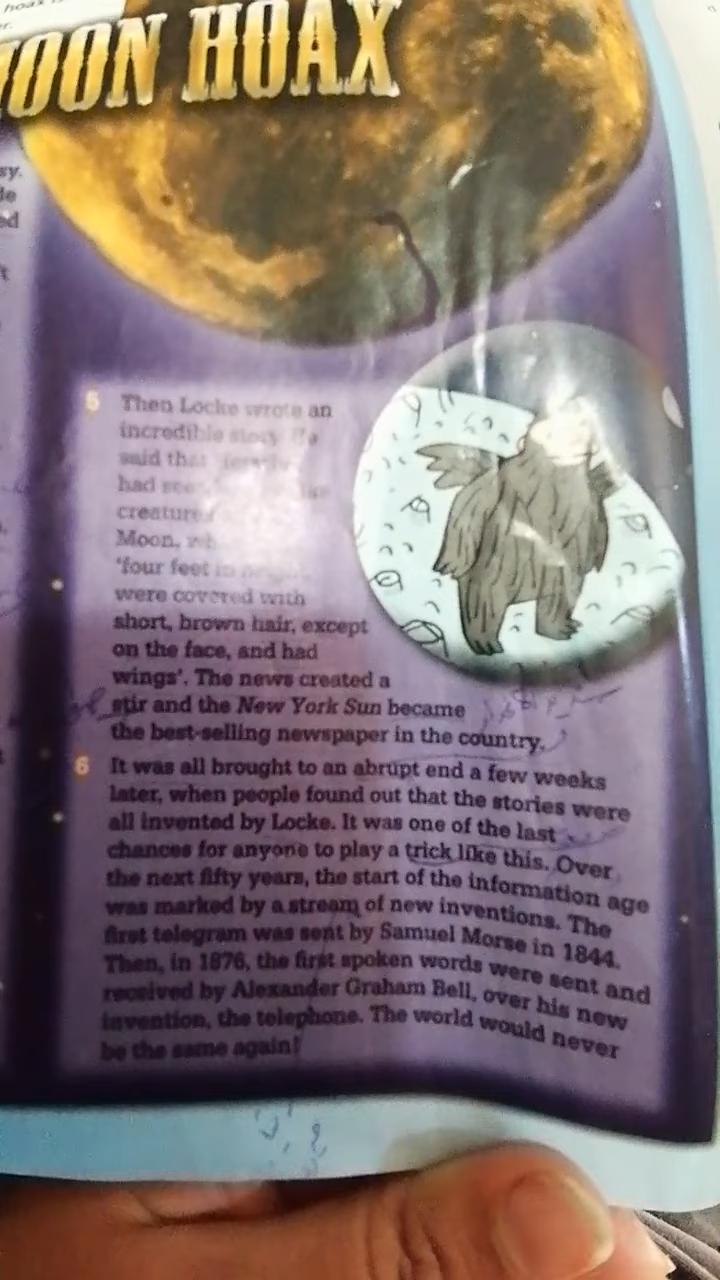 hoax
OON HOAX
sy.
ed
5 Then Locke wrote an
incredible story. He
said that
had
creature
Moon,
'four feet in
were covered with
short, brown hair, except
on the face, and had
wings'. The news created a
stir and the New York Sun became
the best-selling newspaper in the country.
6 It was all brought to an abrupt end a few weeks
later, when people found out that the stories were
all invented by Locke. It was one of the last
chances for anyone to play a trick like this. Over
the next fifty years, the start of the information age
was marked by a stream of new inventions. The
first telegram was sent by Samuel Morse in 1844.
Then, in 1876, the first spoken words were sent and
received by Alexander Graham Bell, over his new
invention, the telephone. The world would never
be the same again!